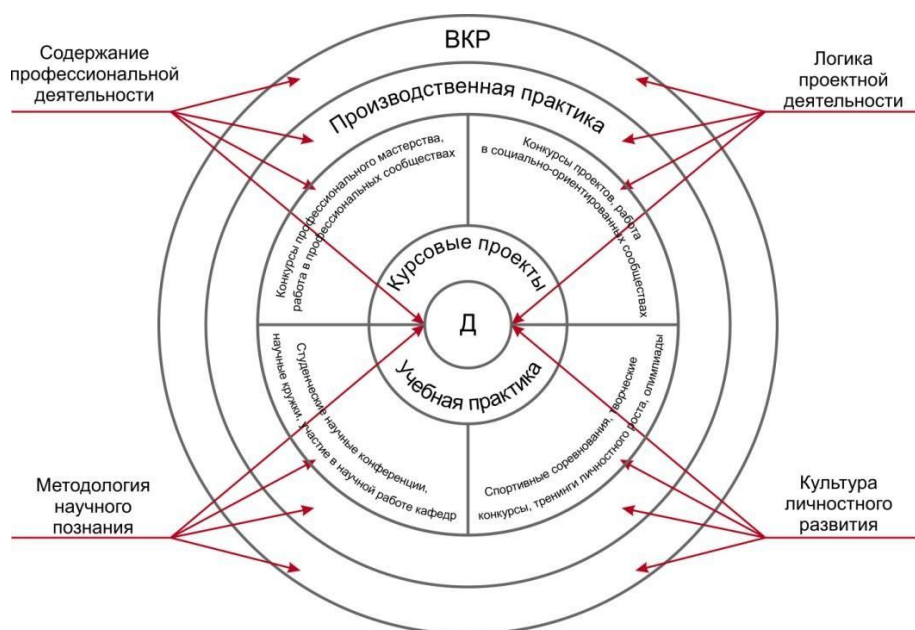 ВКР
Содержание
профессиональной
деятельности
Логика
проектной
деятельности
Производственная практика
Конкурсы профессионального мастерства,
работа в профессиональных сообществах
Конкурсы проектов, работа
в социально-ориентированных сообществах
Курсовые проекты
Д
Учебная практика
Студенческие научные конференции,
научные кружки, участие в научной работе кафедр
Спортивные соревнования, творческие
конкурсы, тренинги личностного роста, олимпиады
Методология
научного
познания
Культура
личностного
развития